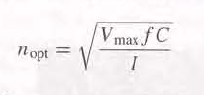 n_opt = √(V_max f C / I)